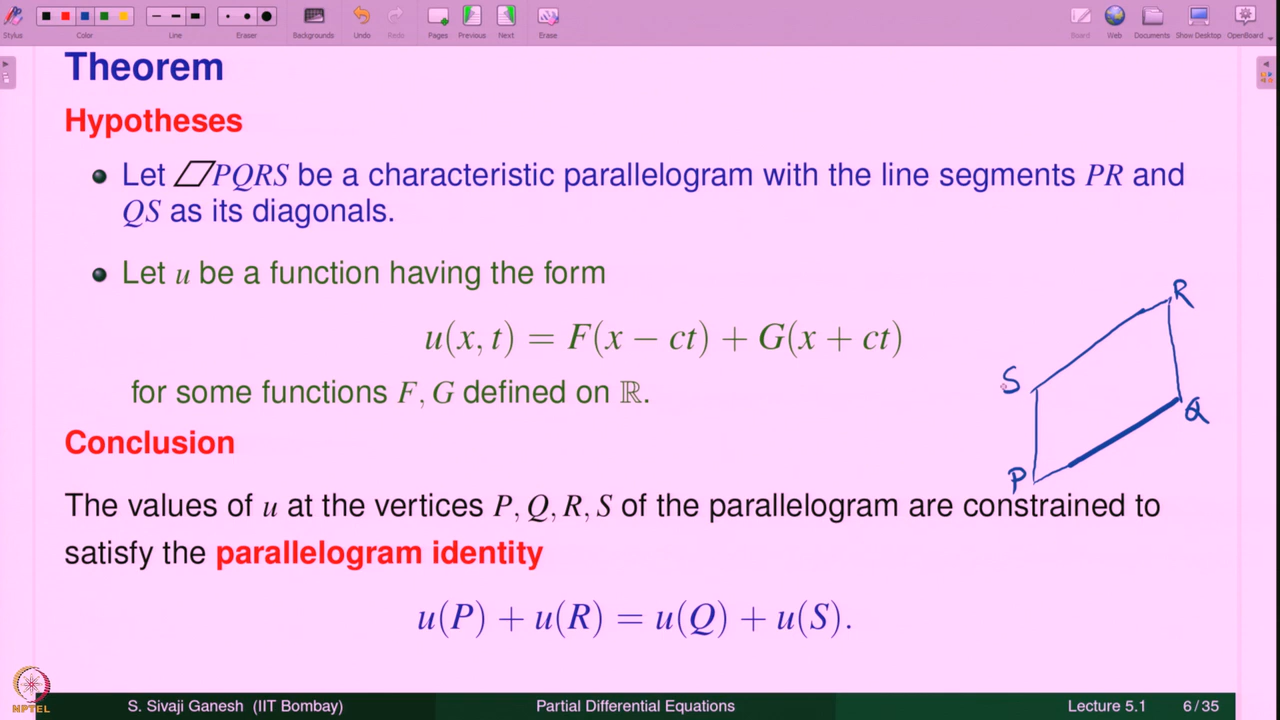 Stylus Color Line Eraser Backgrounds Undo Redo Pages Previous Next Erase Board Web Documents Show Desktop OpenBoard
Theorem
Hypotheses
Let ▱PQRS be a characteristic parallelogram with the line segments PR and
QS as its diagonals.
Let u be a function having the form
u(x, t) = F(x − ct) + G(x + ct)
for some functions F, G defined on ℝ.
R
S
Q
P
Conclusion
The values of u at the vertices P, Q, R, S of the parallelogram are constrained to
satisfy the parallelogram identity
u(P) + u(R) = u(Q) + u(S).
NPTEL
S. Sivaji Ganesh (IIT Bombay) Partial Differential Equations Lecture 5.1 6 / 35